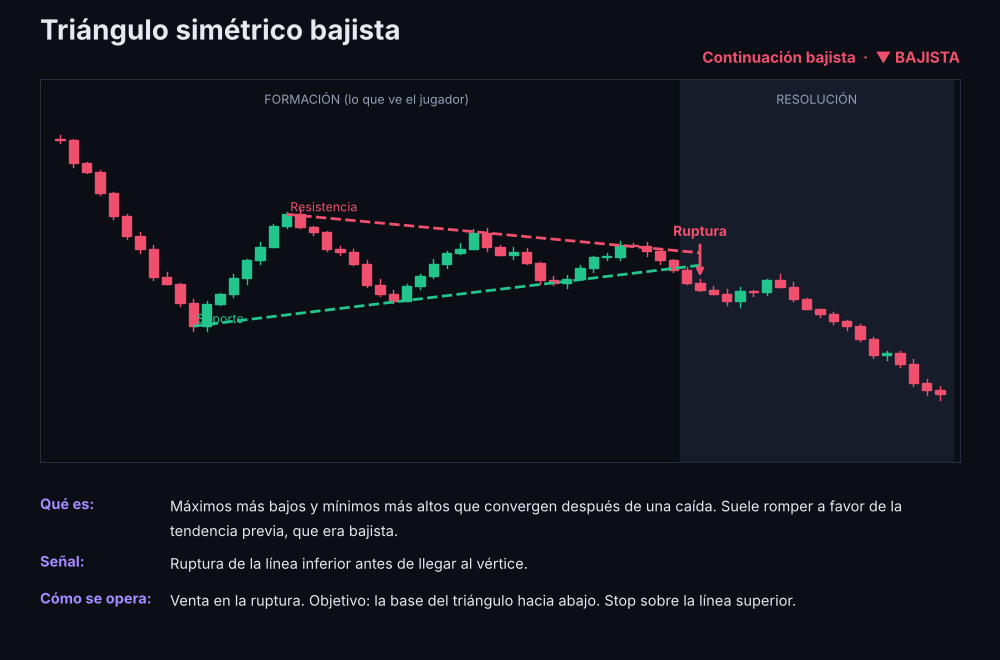 Triángulo simétrico bajista
Continuación bajista · ▼ BAJISTA
FORMACIÓN (lo que ve el jugador)
RESOLUCIÓN
Resistencia
Ruptura
Soporte
Qué es:
Máximos más bajos y mínimos más altos que convergen después de una caída. Suele romper a favor de la
tendencia previa, que era bajista.
Señal:
Ruptura de la línea inferior antes de llegar al vértice.
Cómo se opera:
Venta en la ruptura. Objetivo: la base del triángulo hacia abajo. Stop sobre la línea superior.